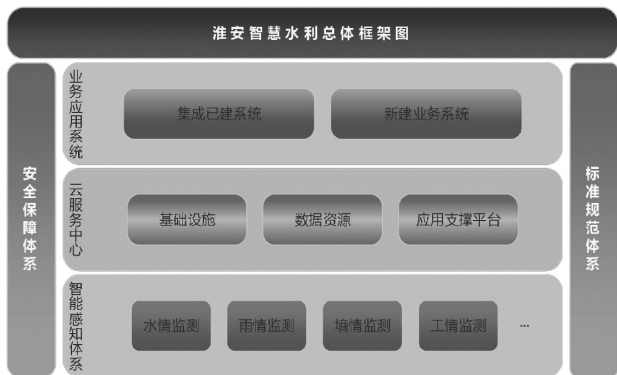 淮安智慧水利总体框架图
安全保障体系
业务应用系统
集成已建系统
新建业务系统
云服务中心
基础设施
数据资源
应用支撑平台
智能感知体系
水情监测
雨情监测
墒情监测
工情监测
...
标准规范体系